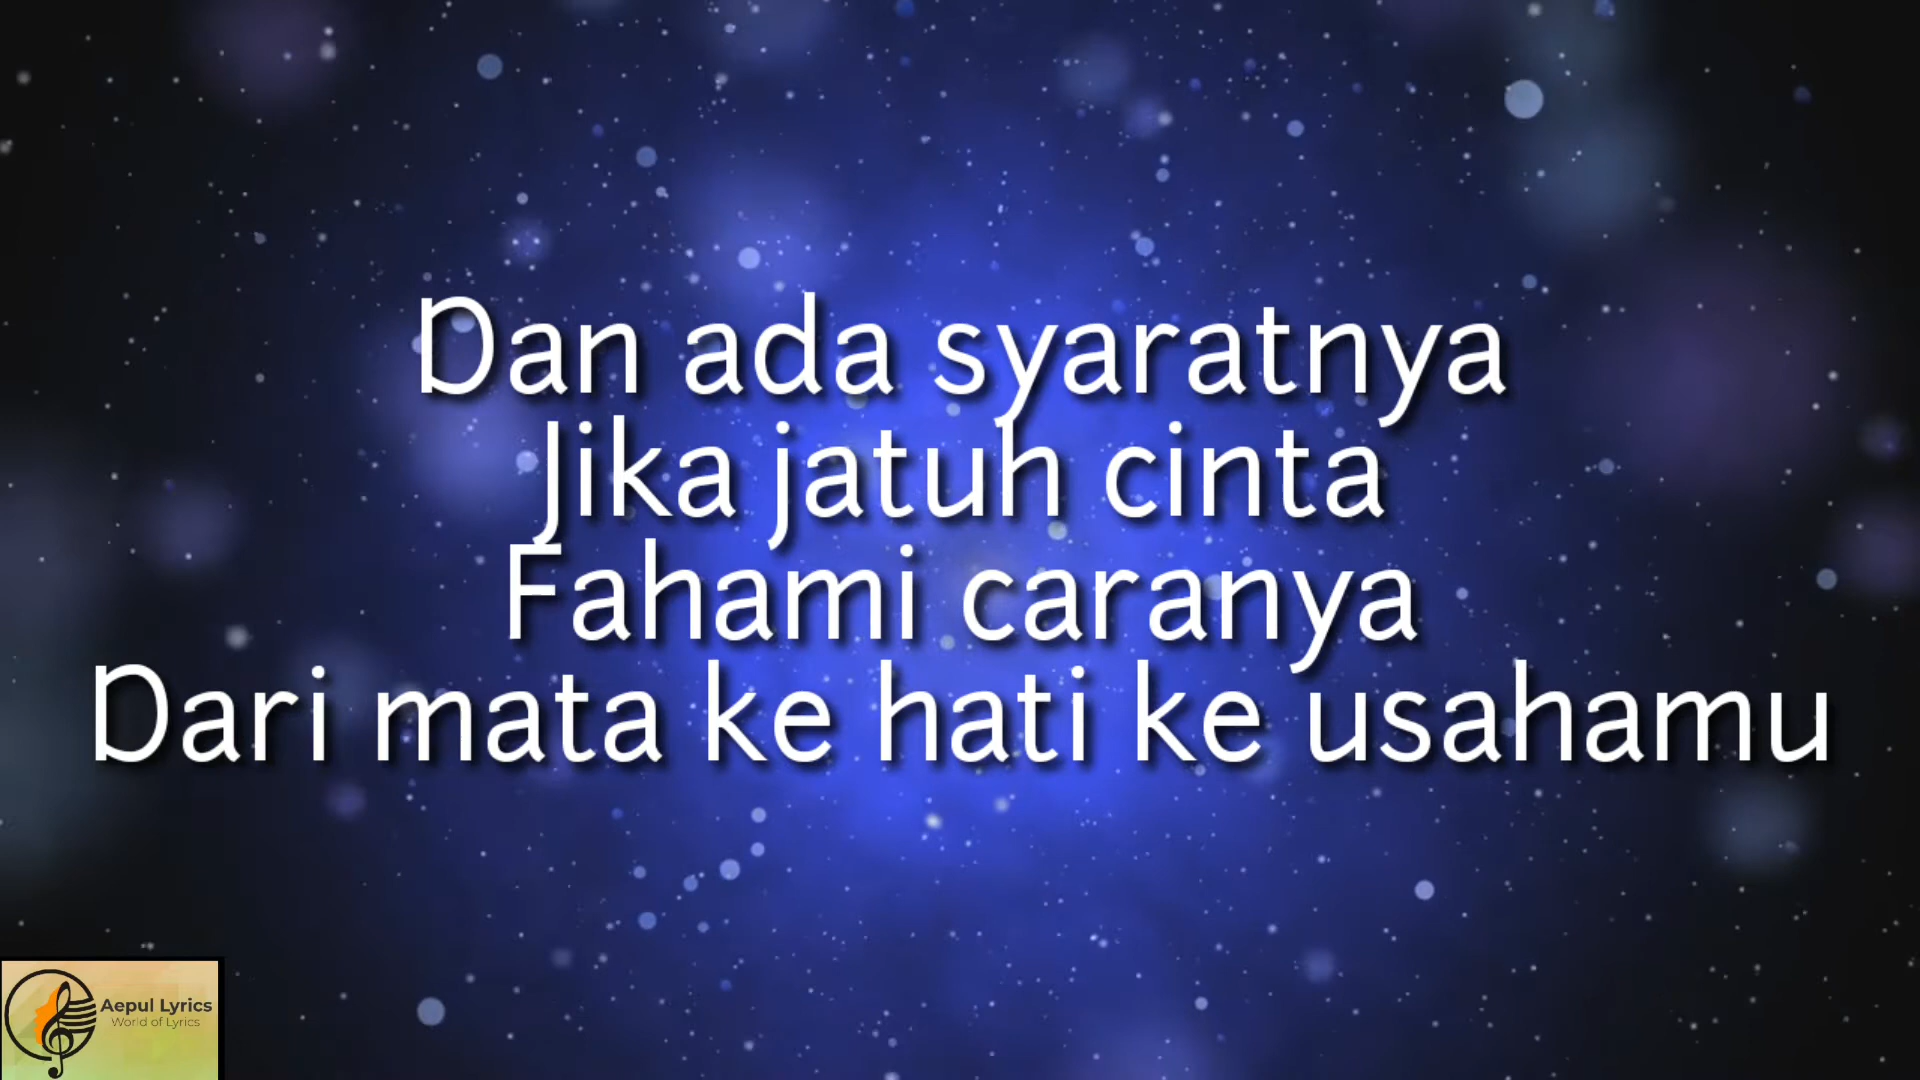 Dan ada syaratnya
Jika jatuh cinta
Fahami caranya
Dari mata ke hati ke usahamu
Aepul Lyrics
World of Lyrics